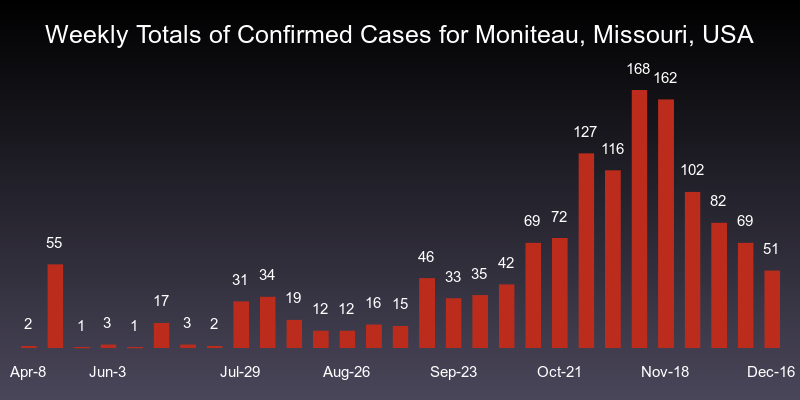 Weekly Totals of Confirmed Cases for Moniteau, Missouri, USA
2 55 1 3 1 17 3 2 31 34 19 12 12 16 15 46 33 35 42 69 72 127 116 168 162 102 82 69 51
Apr-8 Jun-3 Jul-29 Aug-26 Sep-23 Oct-21 Nov-18 Dec-16